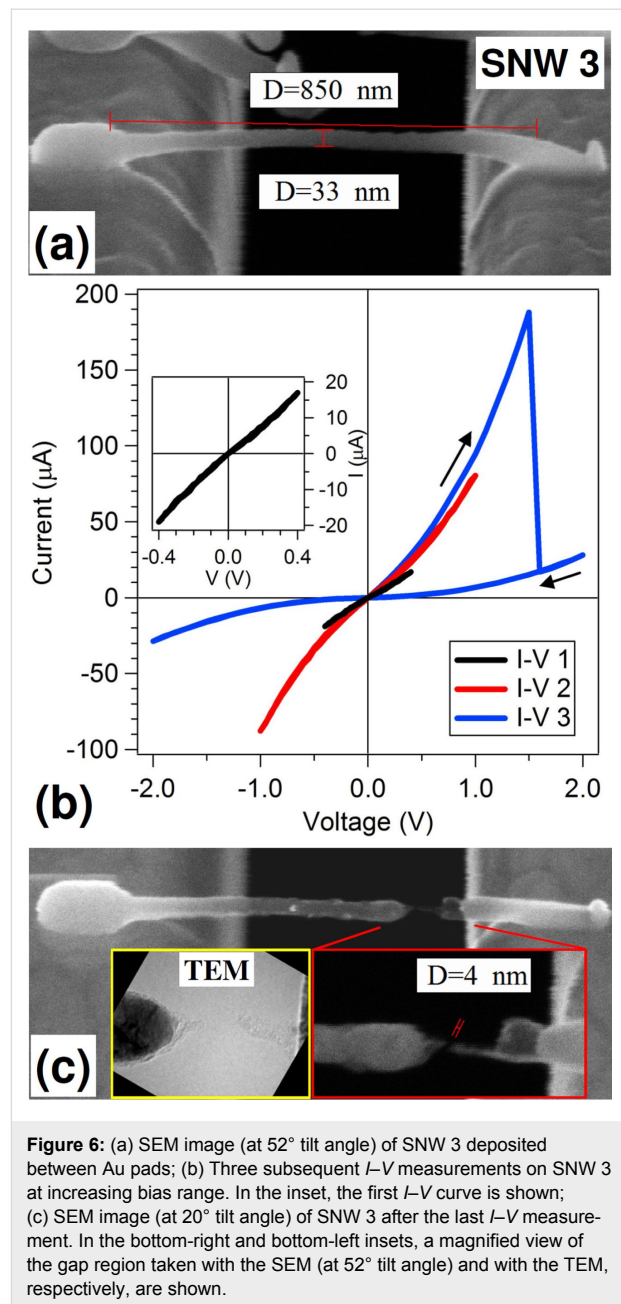 SNW 3
D=850 nm
D=33 nm
(a)
200
150
100
50
0
-50
-100
Current (µA)
20
10
0
-10
-20
I (µA)
-0.4 0.0 0.4
V (V)
I-V 1
I-V 2
I-V 3
-2.0 -1.0 0.0 1.0 2.0
(b)
Voltage (V)
TEM
D=4 nm
(c)
Figure 6: (a) SEM image (at 52° tilt angle) of SNW 3 deposited
between Au pads; (b) Three subsequent I–V measurements on SNW 3
at increasing bias range. In the inset, the first I–V curve is shown;
(c) SEM image (at 20° tilt angle) of SNW 3 after the last I–V measure-
ment. In the bottom-right and bottom-left insets, a magnified view of
the gap region taken with the SEM (at 52° tilt angle) and with the TEM,
respectively, are shown.